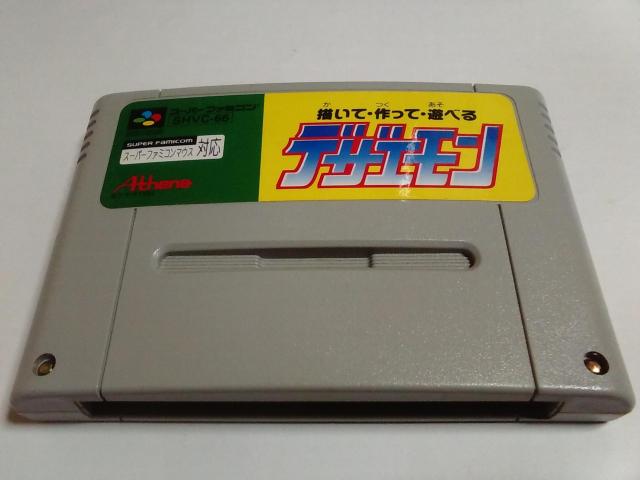 スーパーファミコン
SHVC-66
SUPER FAMICOM
スーパーファミコンマウス 対応
Athena
か つく あそ
描いて・作って・遊べる
デザエモン